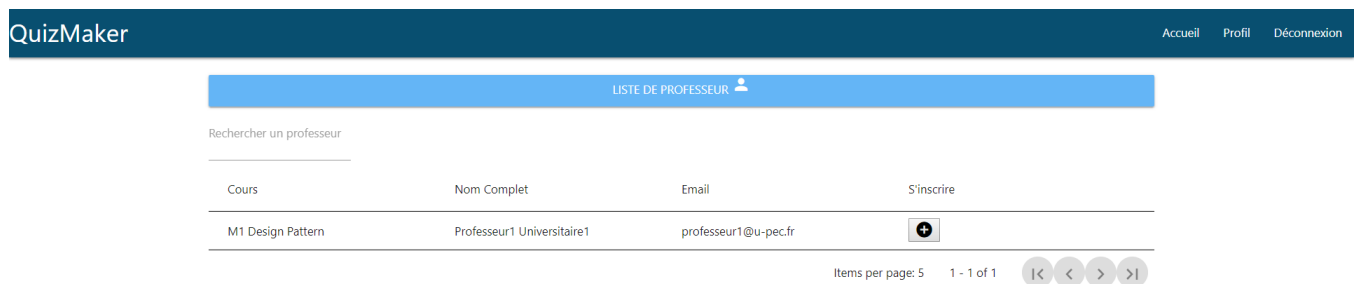 QuizMaker Accueil Profil Déconnexion
LISTE DE PROFESSEUR
Rechercher un professeur
Cours Nom Complet Email S'inscrire
M1 Design Pattern Professeur1 Universitaire1 professeur1@u-pec.fr
Items per page: 5 1 - 1 of 1